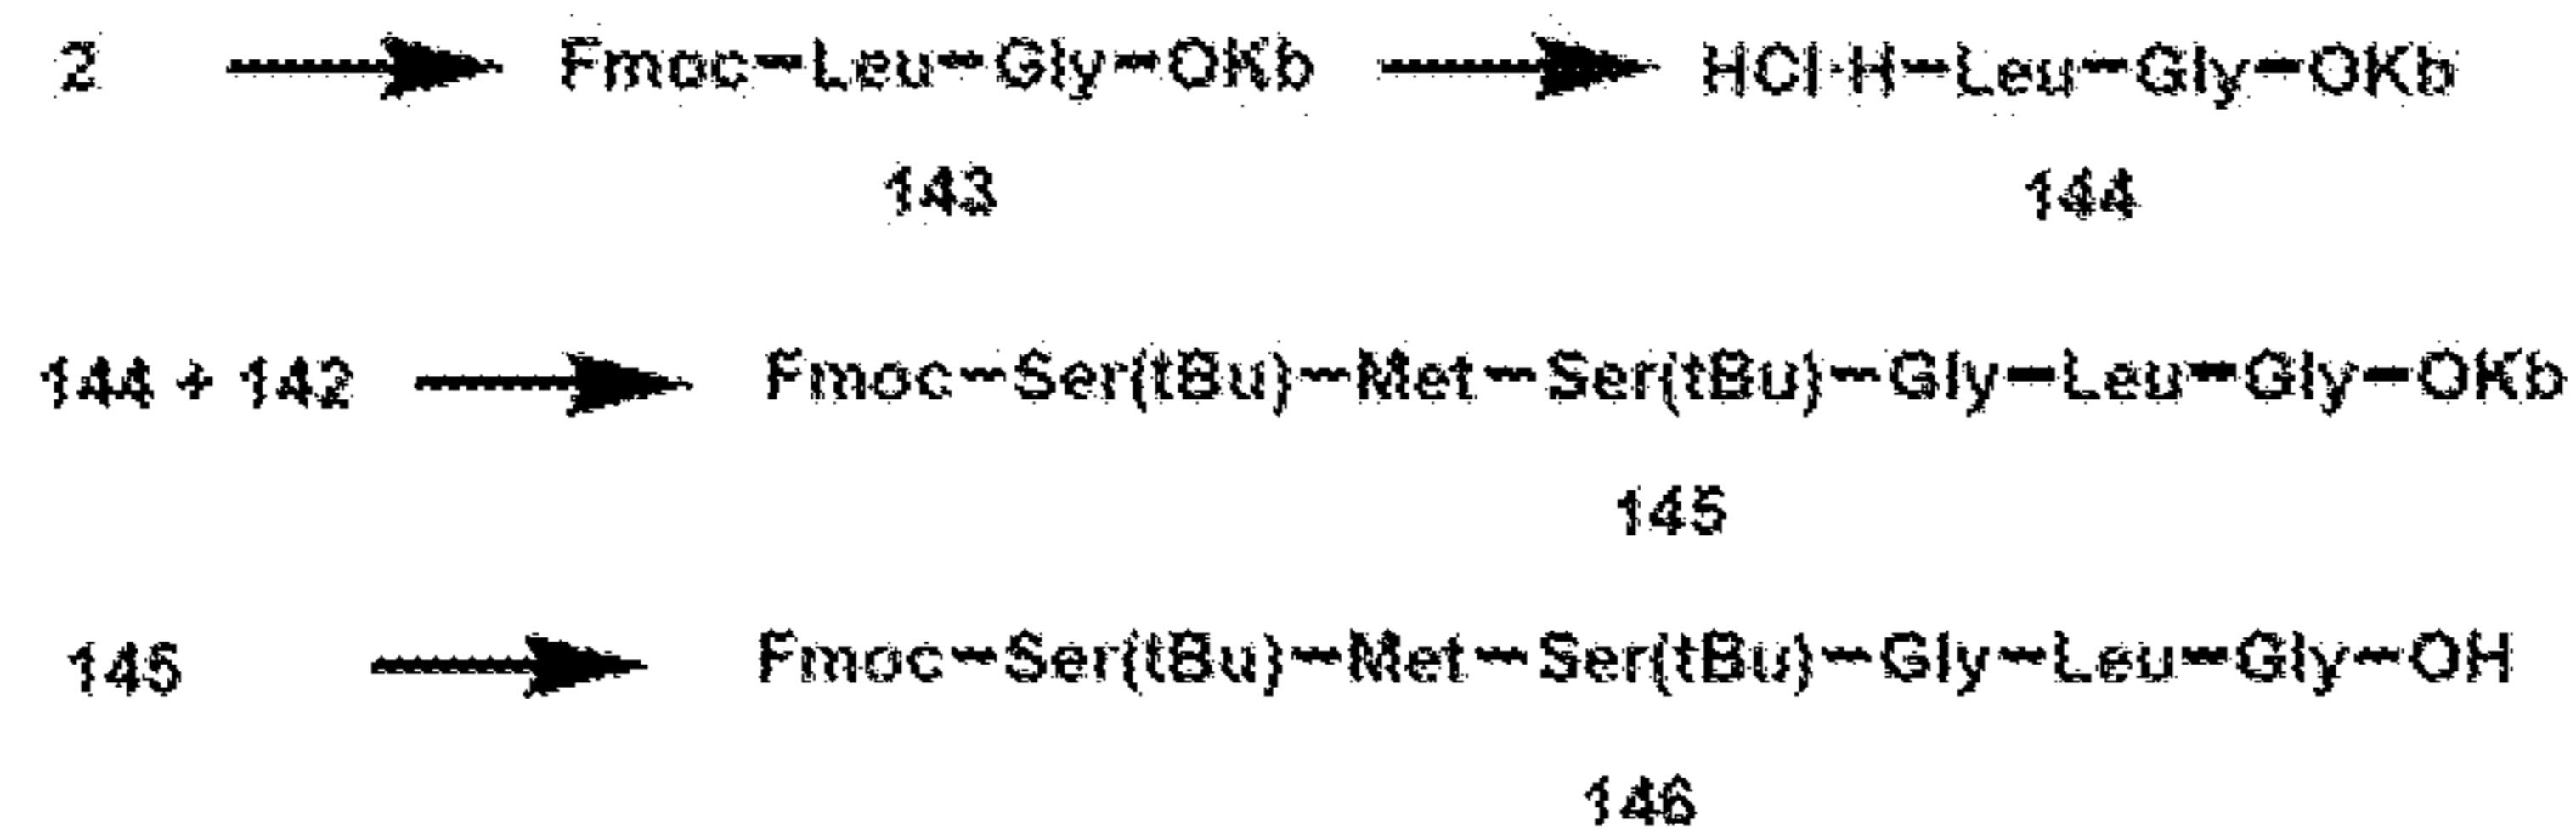 2 → Fmoc-Leu-Gly-OKb → HCl·H-Leu-Gly-OKb
143 144
144 + 142 → Fmoc-Ser(tBu)-Met-Ser(tBu)-Gly-Leu-Gly-OKb
145
145 → Fmoc-Ser(tBu)-Met-Ser(tBu)-Gly-Leu-Gly-OH
146